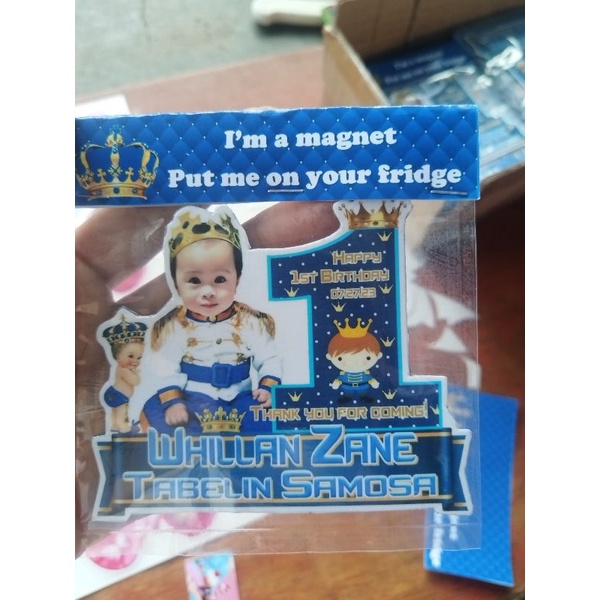 I'm a magnet
Put me on your fridge
Happy
1st Birthday
07/27/23
Thank you for coming!
Whillan Zane
Tabelin Samosa